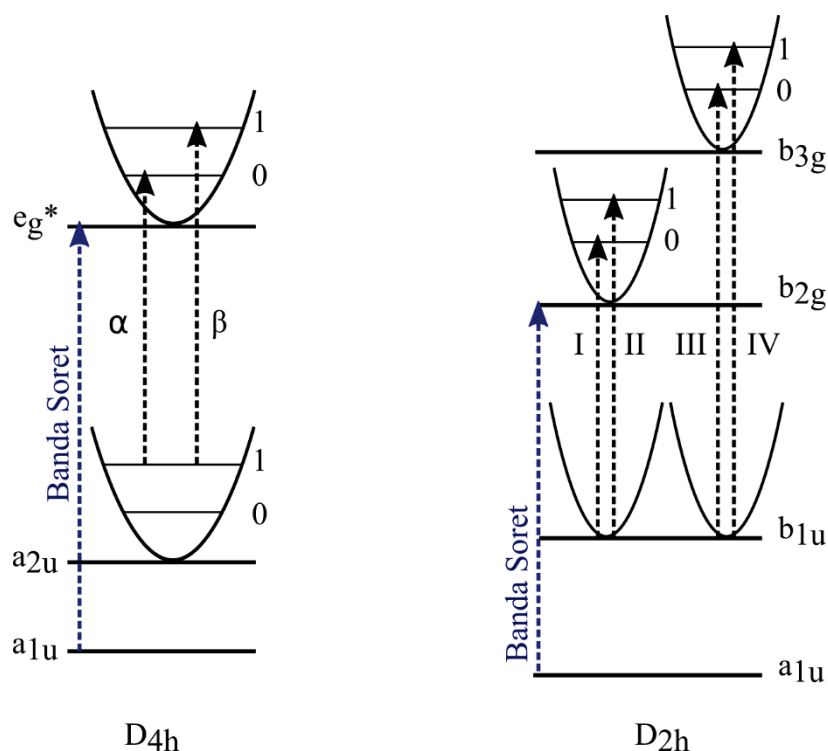 1
0
eg*
α
β
Banda Soret
1
0
a2u
a1u
D4h
1
0
b3g
1
0
b2g
I II III IV
Banda Soret
b1u
a1u
D2h